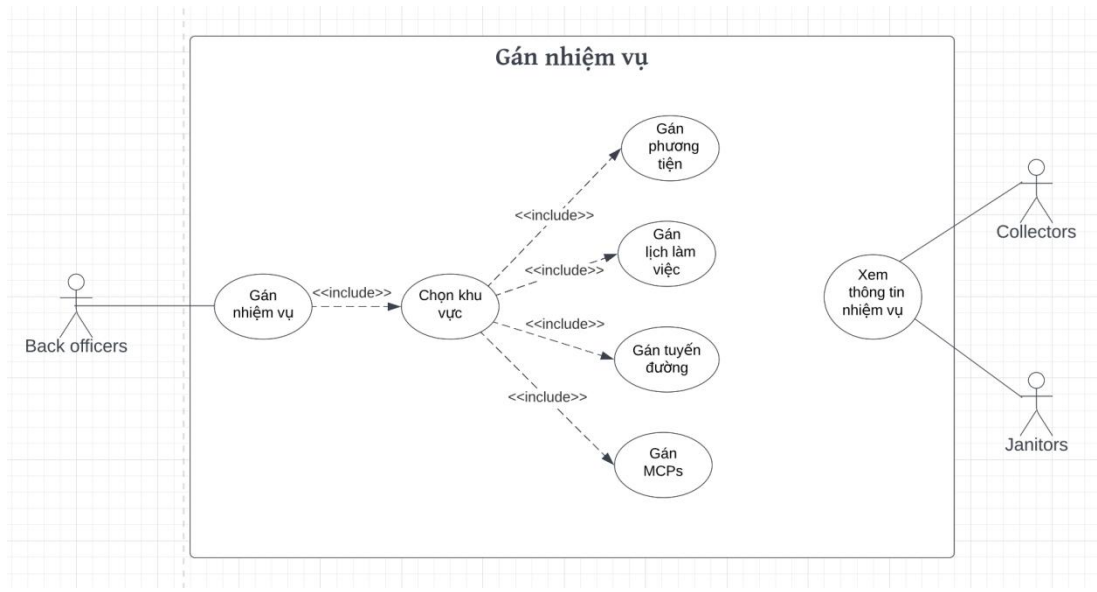 Gán nhiệm vụ
Gán
phương
tiện
<<include>>
Gán
lịch làm
việc
<<include>>
Collectors
Gán
nhiệm vụ
<<include>>
Chọn khu
vực
Xem
thông tin
nhiệm vụ
<<include>>
Back officers
Gán tuyến
đường
<<include>>
Gán
MCPs
Janitors